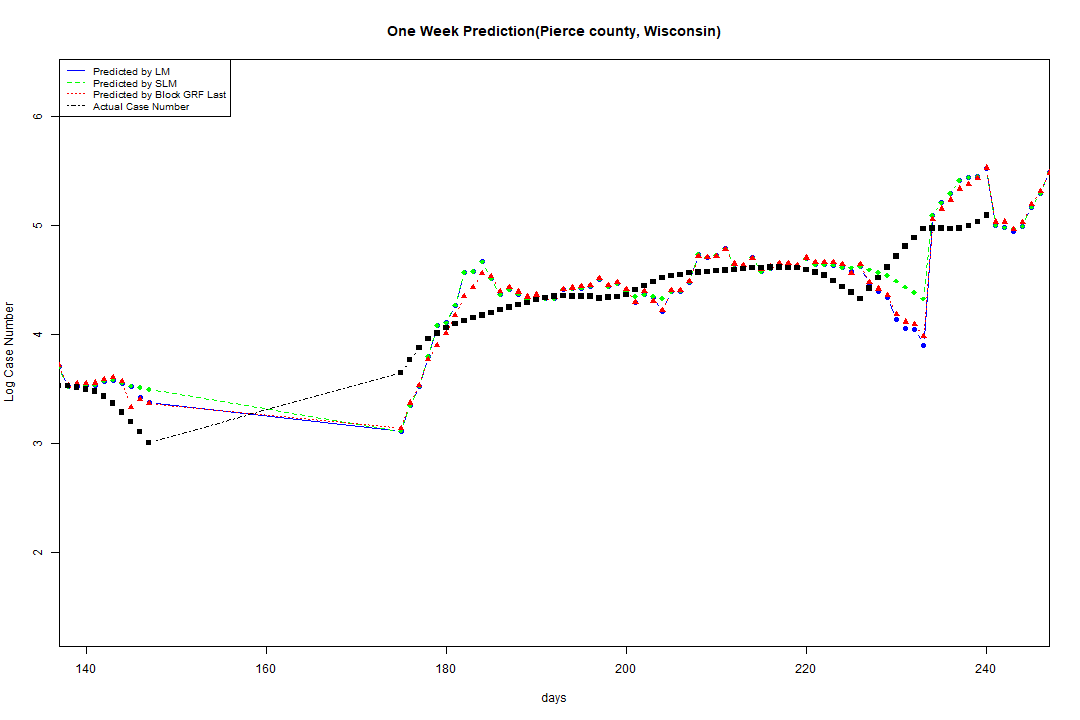 One Week Prediction(Pierce county, Wisconsin)
Predicted by LM
Predicted by SLM
Predicted by Block GRF Last
Actual Case Number
6
5
4
3
2
Log Case Number
140 160 180 200 220 240
days